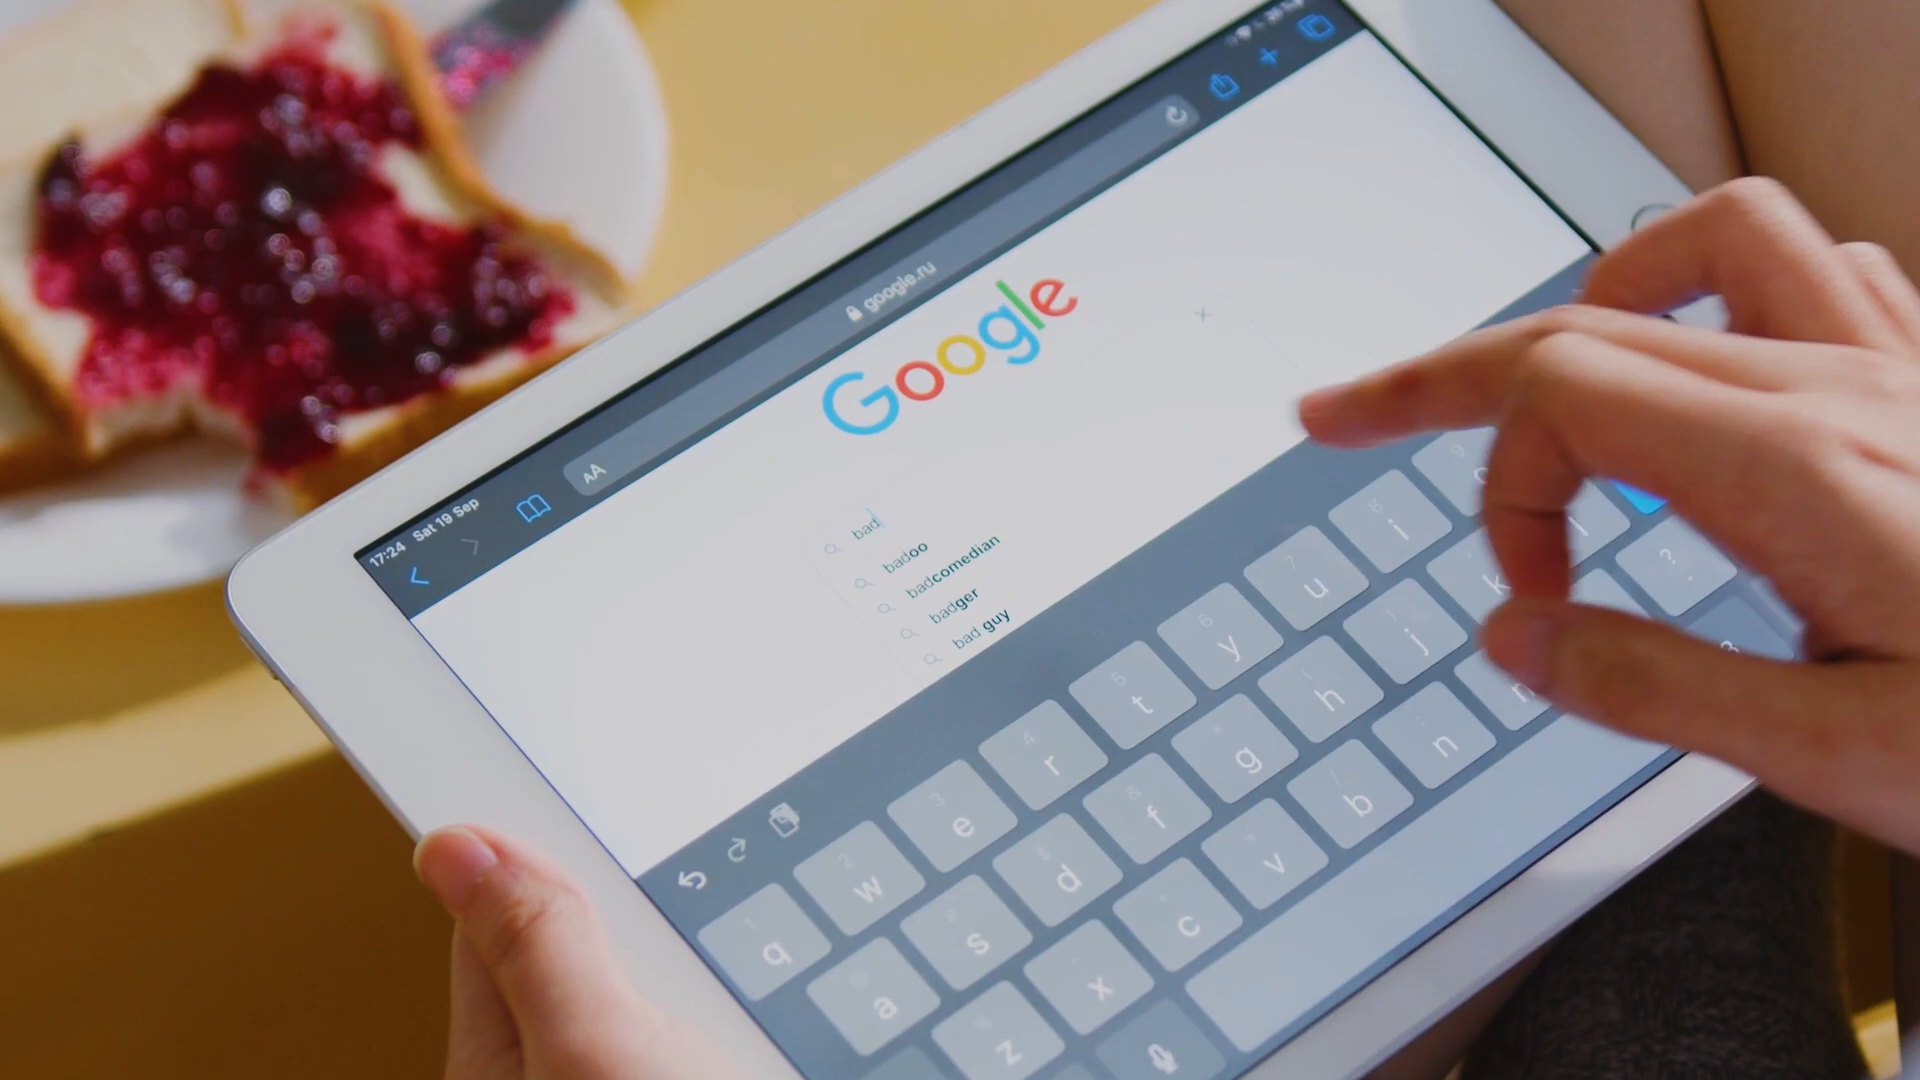 17:24 Sat 19 Sep
AA
google.ru
Google
bad
badoo
badcomedian
badger
bad guy
q w e r t y u i
a s d f g h j k l
z x c v b n ?